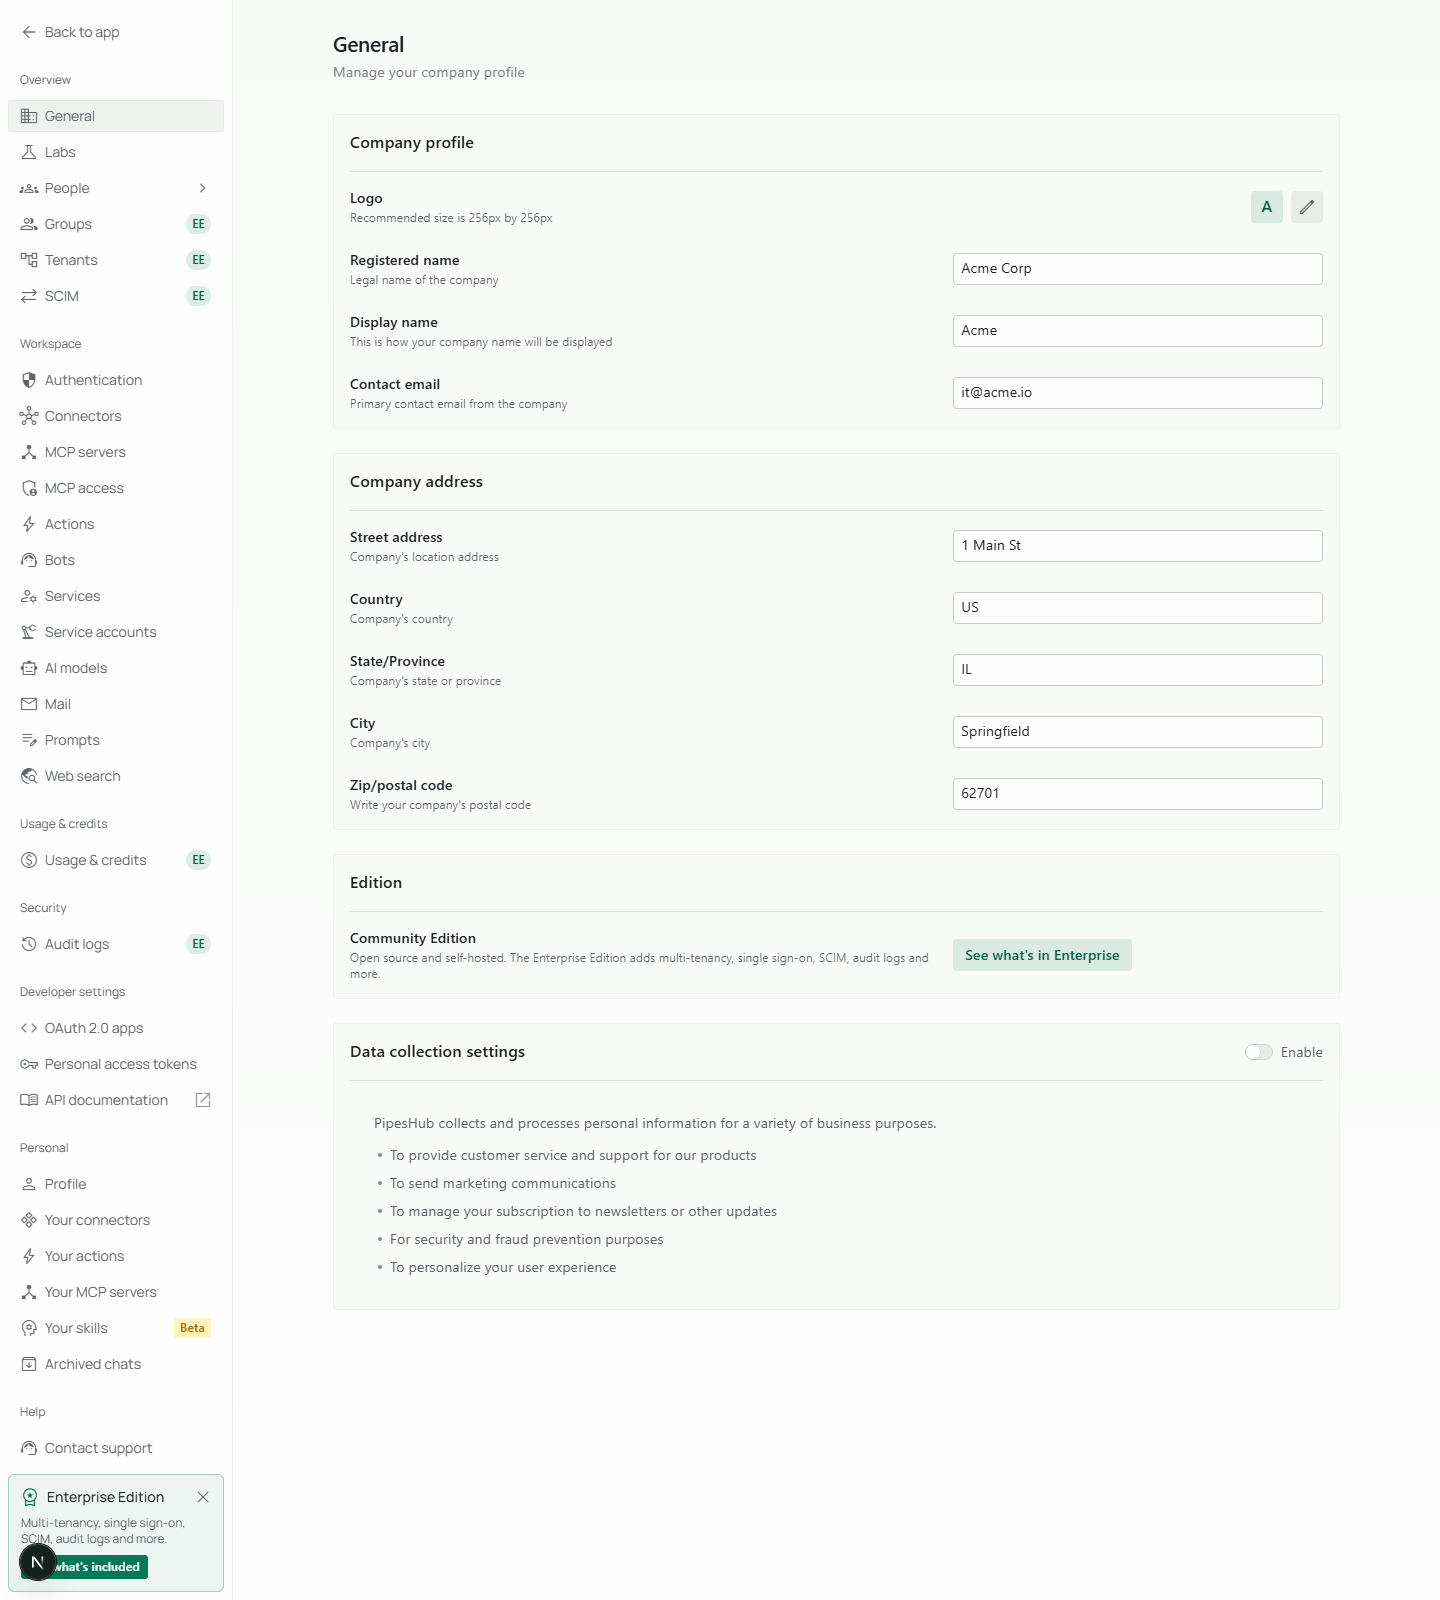 Back to app
Overview
General
Labs
People
Groups EE
Tenants EE
SCIM EE
Workspace
Authentication
Connectors
MCP servers
MCP access
Actions
Bots
Services
Service accounts
AI models
Mail
Prompts
Web search
Usage & credits
Usage & credits EE
Security
Audit logs EE
Developer settings
OAuth 2.0 apps
Personal access tokens
API documentation
Personal
Profile
Your connectors
Your actions
Your MCP servers
Your skills Beta
Archived chats
Help
Contact support
Enterprise Edition
Multi-tenancy, single sign-on,
SCIM, audit logs and more.
N what's included
General
Manage your company profile
Company profile
Logo
Recommended size is 256px by 256px
A
Registered name
Legal name of the company
Acme Corp
Display name
This is how your company name will be displayed
Acme
Contact email
Primary contact email from the company
it@acme.io
Company address
Street address
Company's location address
1 Main St
Country
Company's country
US
State/Province
Company's state or province
IL
City
Company's city
Springfield
Zip/postal code
Write your company's postal code
62701
Edition
Community Edition
Open source and self-hosted. The Enterprise Edition adds multi-tenancy, single sign-on, SCIM, audit logs and
more.
See what's in Enterprise
Data collection settings
Enable
PipesHub collects and processes personal information for a variety of business purposes.
• To provide customer service and support for our products
• To send marketing communications
• To manage your subscription to newsletters or other updates
• For security and fraud prevention purposes
• To personalize your user experience